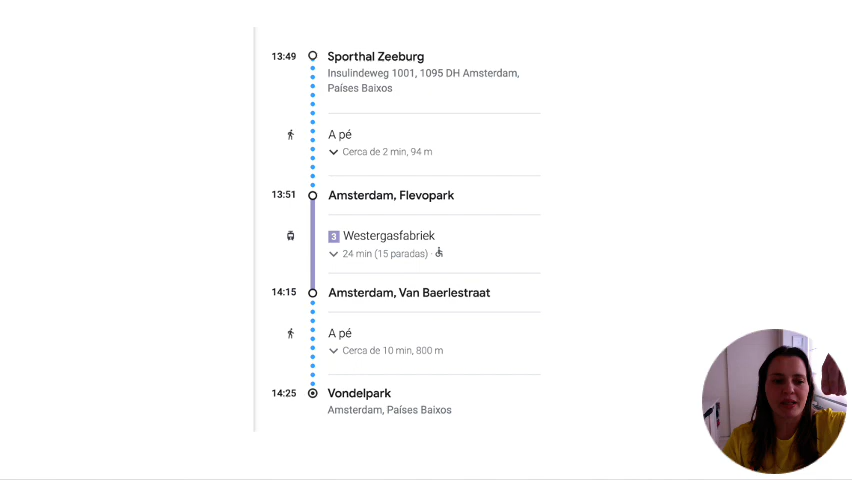 13:49 Sporthal Zeeburg
Insulindeweg 1001, 1095 DH Amsterdam,
Países Baixos
A pé
Cerca de 2 min, 94 m
13:51 Amsterdam, Flevopark
3 Westergasfabriek
24 min (15 paradas) ·
14:15 Amsterdam, Van Baerlestraat
A pé
Cerca de 10 min, 800 m
14:25 Vondelpark
Amsterdam, Países Baixos